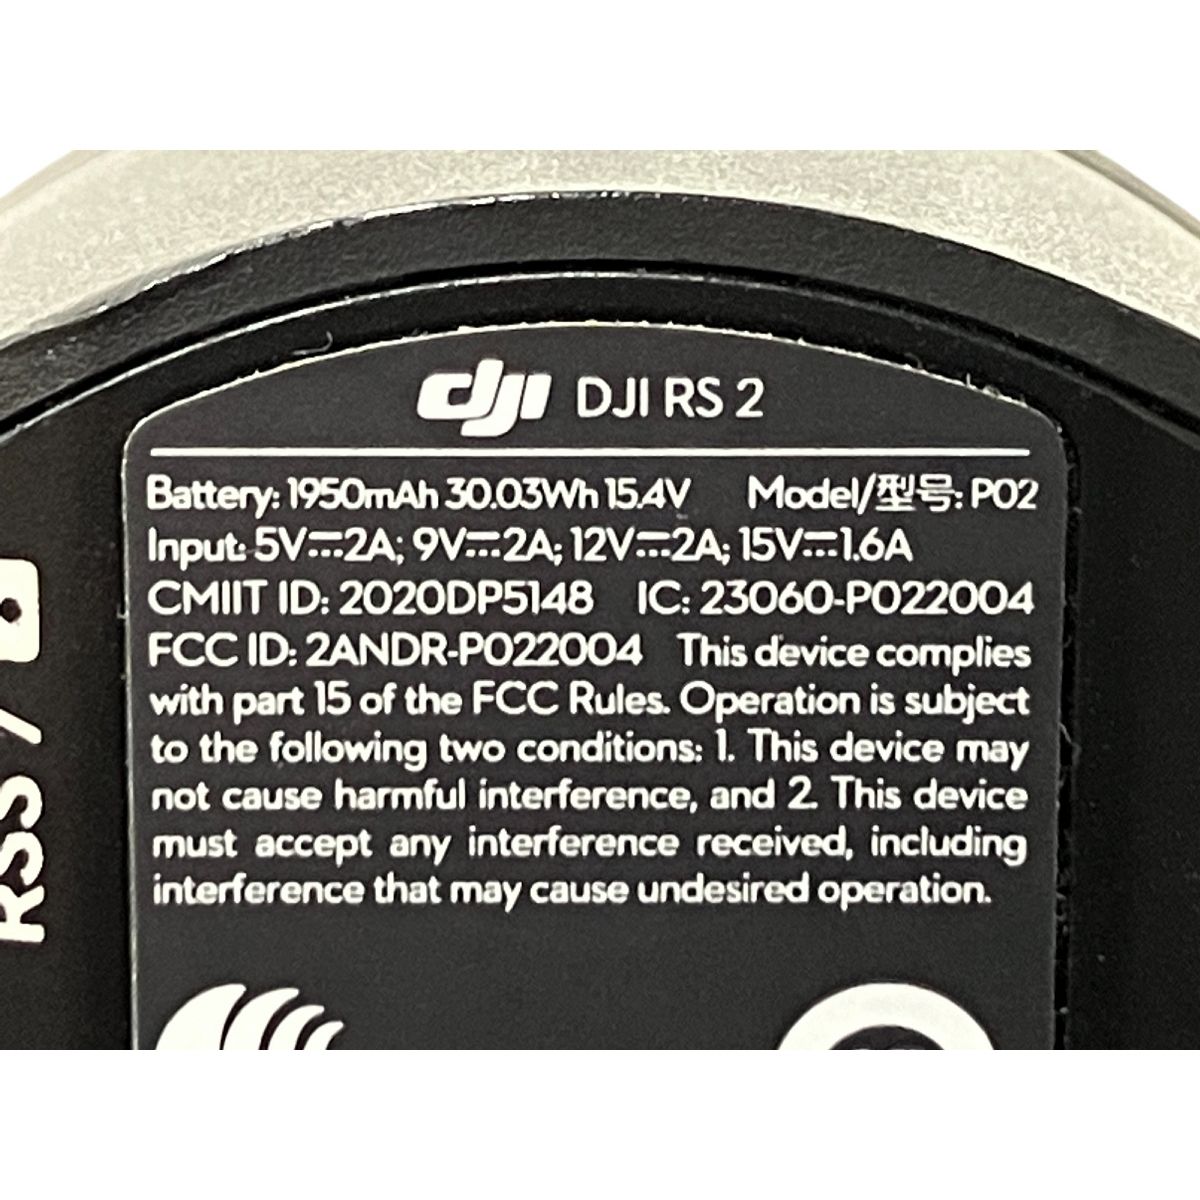 dji DJI RS 2
Battery: 1950mAh 30.03Wh 15.4V Model/型号: P02
Input: 5V⎓2A; 9V⎓2A; 12V⎓2A; 15V⎓1.6A
CMIIT ID: 2020DP5148 IC: 23060-P022004
FCC ID: 2ANDR-P022004 This device complies
with part 15 of the FCC Rules. Operation is subject
to the following two conditions: 1. This device may
not cause harmful interference, and 2. This device
must accept any interference received, including
interference that may cause undesired operation.
RSS /